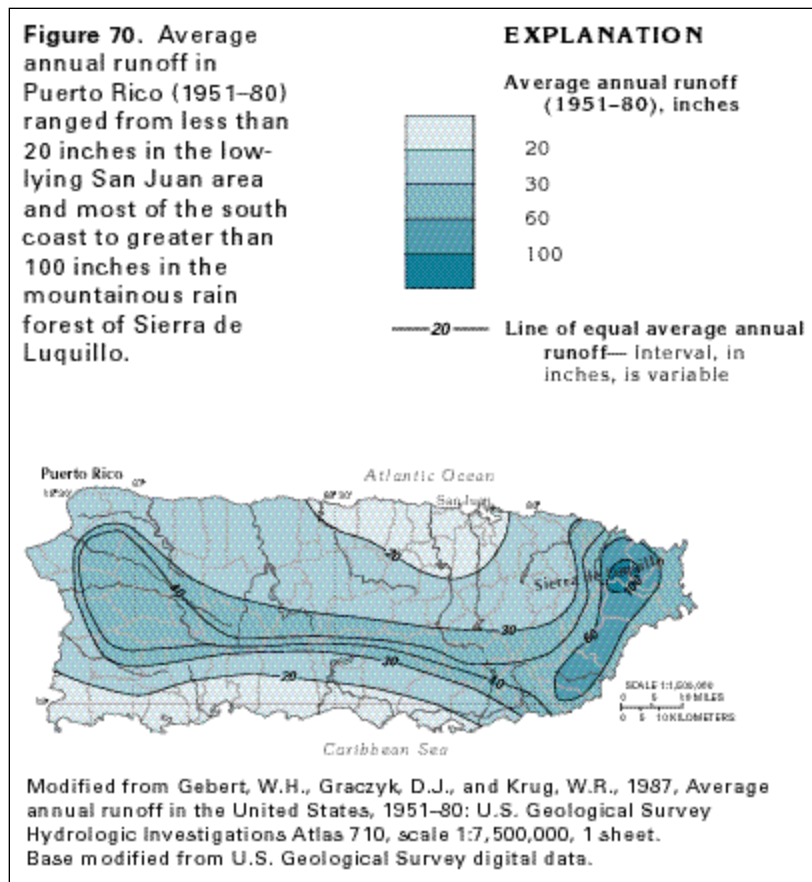 Figure 70. Average
annual runoff in
Puerto Rico (1951–80)
ranged from less than
20 inches in the low-
lying San Juan area
and most of the south
coast to greater than
100 inches in the
mountainous rain
forest of Sierra de
Luquillo.
EXPLANATION
Average annual runoff
(1951–80), inches
20
30
60
100
20
Line of equal average annual
runoff— Interval, in
inches, is variable
Puerto Rico
Atlantic Ocean
San Juan
20
Sierra de Luquillo
100
40
30
60
30
20
40
SCALE 1:1,500,000
0 5 10 MILES
0 5 10 KILOMETERS
Caribbean Sea
Modified from Gebert, W.H., Graczyk, D.J., and Krug, W.R., 1987, Average
annual runoff in the United States, 1951–80: U.S. Geological Survey
Hydrologic Investigations Atlas 710, scale 1:7,500,000, 1 sheet.
Base modified from U.S. Geological Survey digital data.